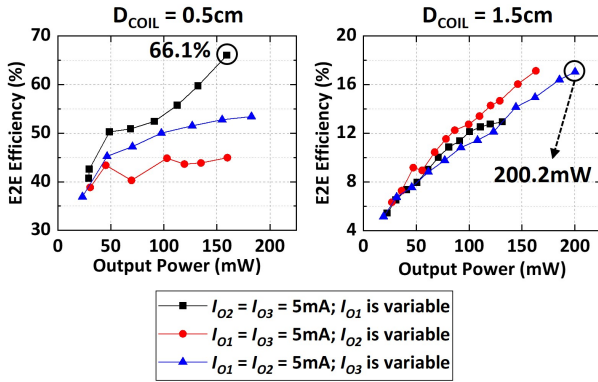 D_COIL = 0.5cm
D_COIL = 1.5cm
70
60
50
40
30
E2E Efficiency (%)
66.1%
0
50
100
150
200
Output Power (mW)
20
16
12
8
4
E2E Efficiency (%)
200.2mW
0
50
100
150
200
Output Power (mW)
I_O2 = I_O3 = 5mA; I_O1 is variable
I_O1 = I_O3 = 5mA; I_O2 is variable
I_O1 = I_O2 = 5mA; I_O3 is variable